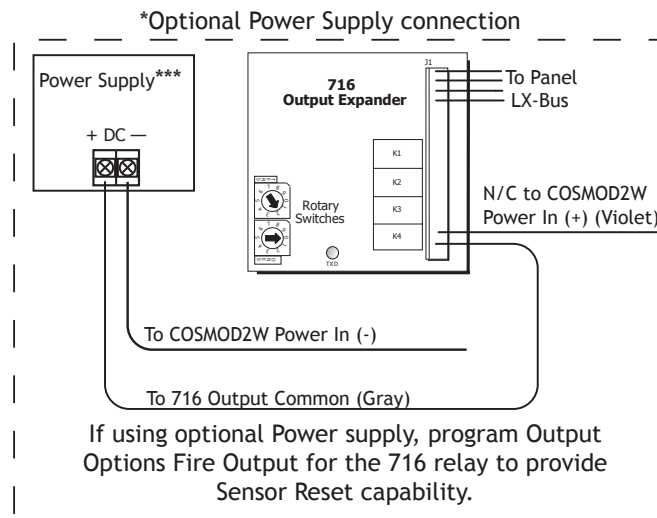 *Optional Power Supply connection
Power Supply***
+ DC —
716
Output Expander
J1
To Panel
LX-Bus
K1
K2
K3
K4
N/C to COSMOD2W
Power In (+) (Violet)
Rotary
Switches
TENS
ONES
TXD
To COSMOD2W Power In (-)
To 716 Output Common (Gray)
If using optional Power supply, program Output
Options Fire Output for the 716 relay to provide
Sensor Reset capability.